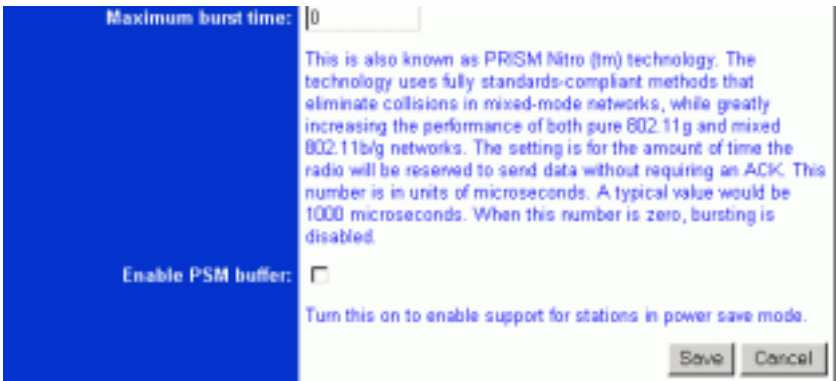 Maximum burst time: 0
This is also known as PRISM Nitro (tm) technology. The
technology uses fully standards-compliant methods that
eliminate collisions in mixed-mode networks, while greatly
increasing the performance of both pure 802.11g and mixed
802.11b/g networks. The setting is for the amount of time the
radio will be reserved to send data without requiring an ACK. This
number is in units of microseconds. A typical value would be
1000 microseconds. When this number is zero, bursting is
disabled.
Enable PSM buffer:
Turn this on to enable support for stations in power save mode.
Save Cancel